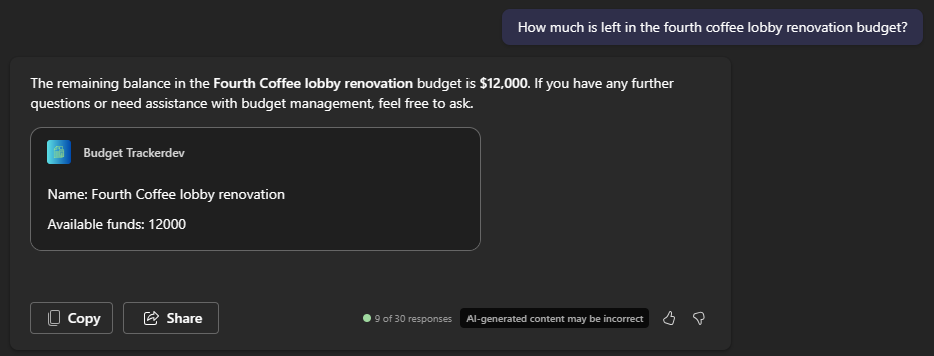 How much is left in the fourth coffee lobby renovation budget?
The remaining balance in the Fourth Coffee lobby renovation budget is $12,000. If you have any further
questions or need assistance with budget management, feel free to ask.
Budget Trackerdev
Name: Fourth Coffee lobby renovation
Available funds: 12000
Copy
Share
9 of 30 responses
AI-generated content may be incorrect